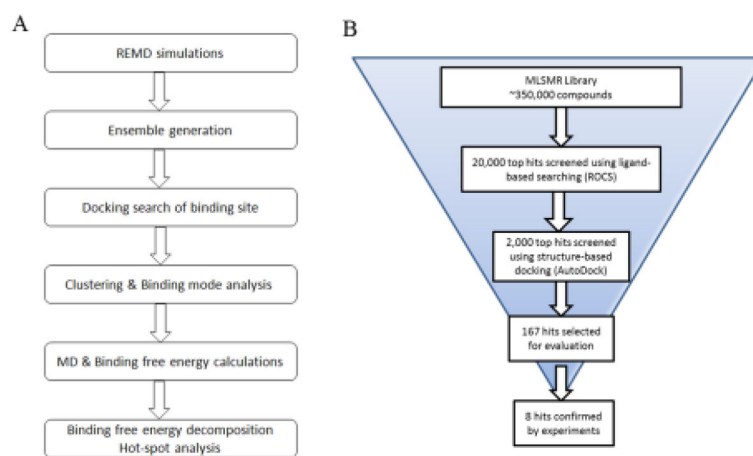 A
REMD simulations
Ensemble generation
Docking search of binding site
Clustering & Binding mode analysis
MD & Binding free energy calculations
Binding free energy decomposition
Hot-spot analysis
B
MLSMR Library
~350,000 compounds
20,000 top hits screened using ligand-
based searching (ROCS)
2,000 top hits screened
using structure-based
docking (AutoDock)
167 hits selected
for evaluation
8 hits confirmed
by experiments